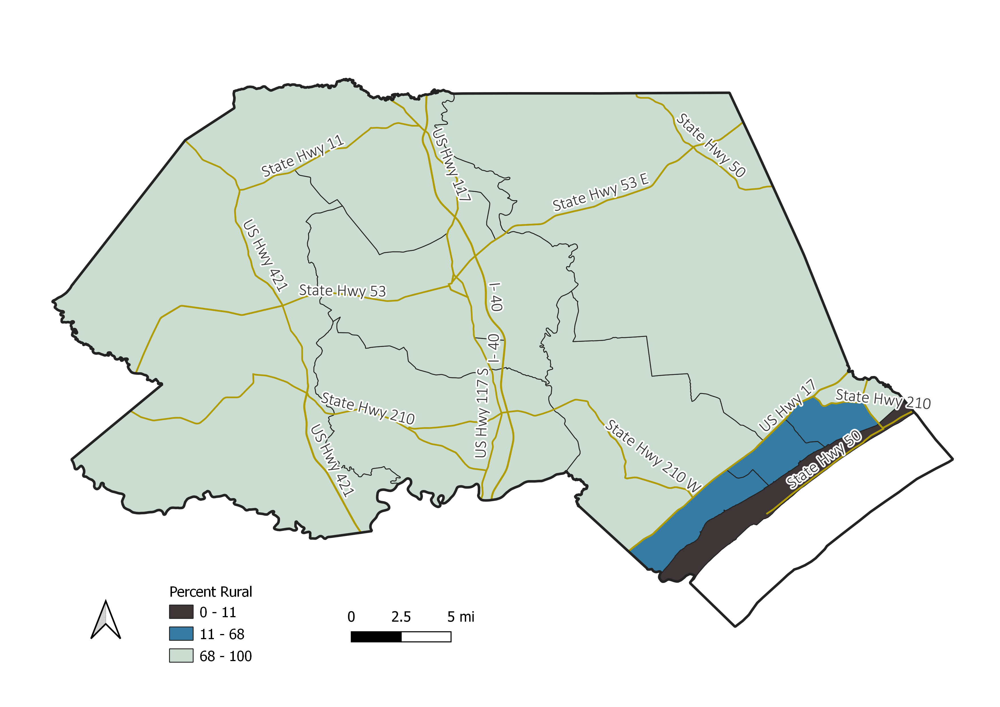 State Hwy 50
State Hwy 11
US Hwy 117
State Hwy 53 E
US Hwy 421
State Hwy 53
I- 40
I- 40
US Hwy 117 S
US Hwy 17
State Hwy 210
State Hwy 210
State Hwy 210 W
US Hwy 421
State Hwy 50
Percent Rural
0 - 11
11 - 68
68 - 100
0 2.5 5 mi